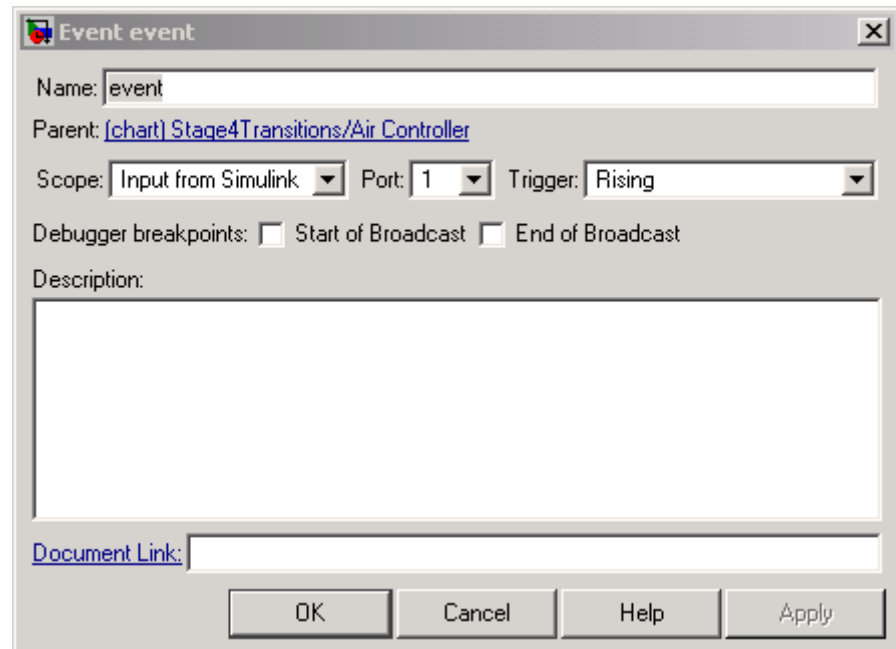 Event event
Name: event
Parent: (chart) Stage4Transitions/Air Controller
Scope: Input from Simulink Port: 1 Trigger: Rising
Debugger breakpoints: Start of Broadcast End of Broadcast
Description:
Document Link:
OK Cancel Help Apply